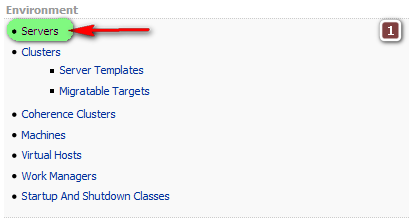 Environment
Servers
1
Clusters
Server Templates
Migratable Targets
Coherence Clusters
Machines
Virtual Hosts
Work Managers
Startup And Shutdown Classes